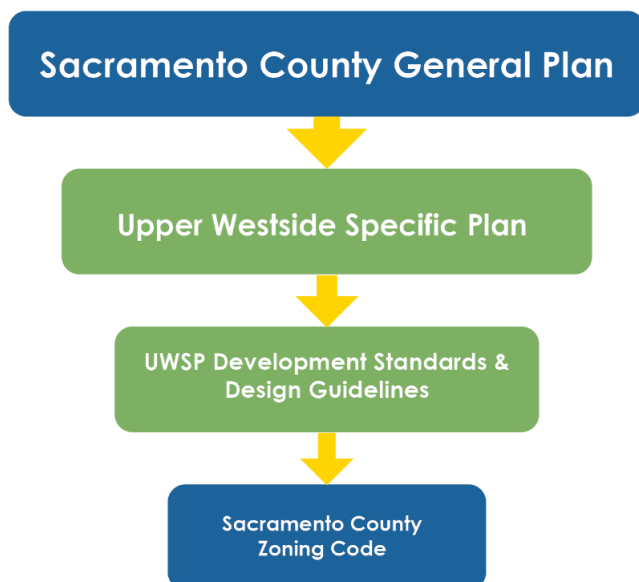 Sacramento County General Plan
Upper Westside Specific Plan
UWSP Development Standards &
Design Guidelines
Sacramento County
Zoning Code